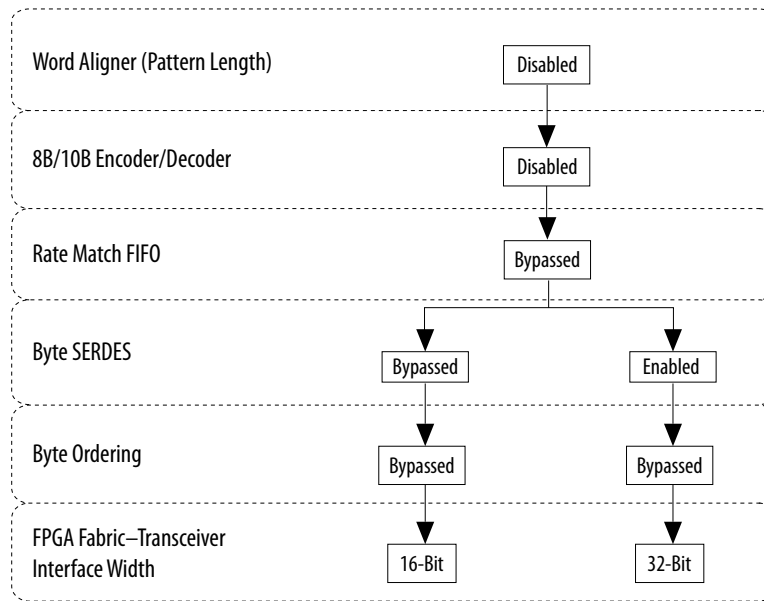 Word Aligner (Pattern Length)
Disabled
8B/10B Encoder/Decoder
Disabled
Rate Match FIFO
Bypassed
Byte SERDES
Bypassed
Enabled
Byte Ordering
Bypassed
Bypassed
FPGA Fabric–Transceiver
Interface Width
16-Bit
32-Bit